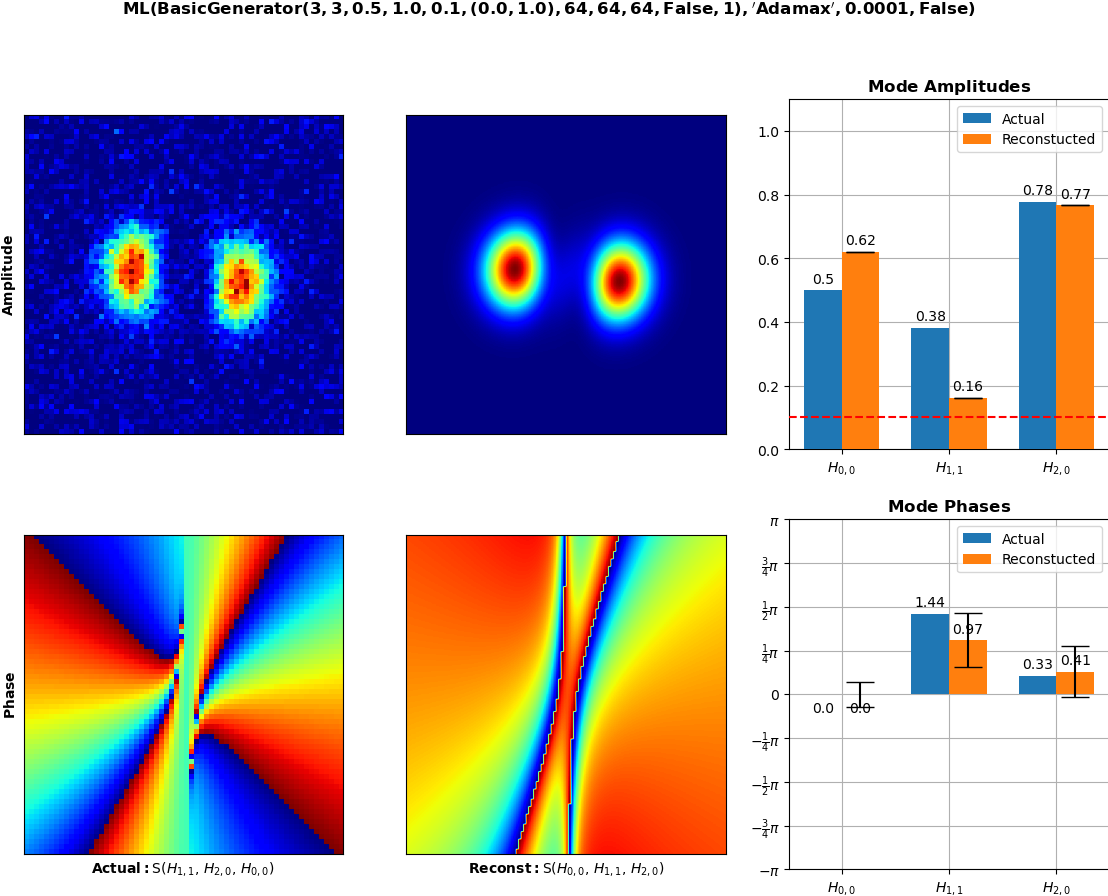 ML(BasicGenerator(3, 3, 0.5, 1.0, 0.1, (0.0, 1.0), 64, 64, 64, False, 1), ′Adamax′, 0.0001, False)
Amplitude
Mode Amplitudes
Actual
Reconstucted
1.0
0.8
0.6
0.4
0.2
0.0
0.5
0.62
0.38
0.16
0.78
0.77
H0,0
H1,1
H2,0
Phase
Actual: S(H1,1, H2,0, H0,0)
Reconst: S(H0,0, H1,1, H2,0)
Mode Phases
Actual
Reconstucted
π
3/4π
1/2π
1/4π
0
−1/4π
−1/2π
−3/4π
−π
0.0
0.0
1.44
0.97
0.33
0.41
H0,0
H1,1
H2,0